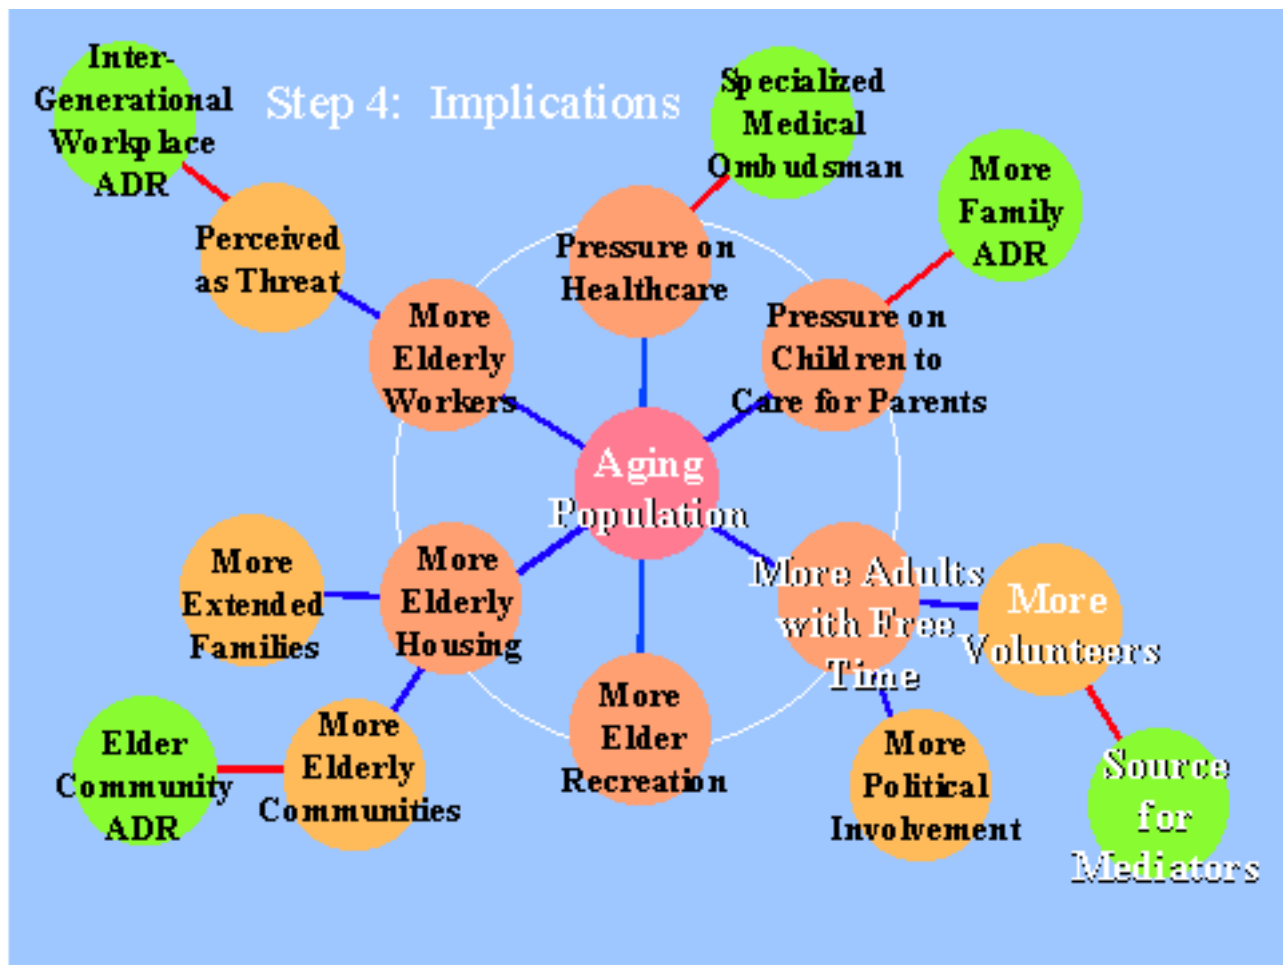 Step 4: Implications
Inter-
Generational
Workplace
ADR
Specialized
Medical
Ombudsman
More
Family
ADR
Perceived
as Threat
Pressure on
Healthcare
More
Elderly
Workers
Pressure on
Children to
Care for Parents
Aging
Population
More
Extended
Families
More
Elderly
Housing
More Adults
with Free
Time
More
Volunteers
Elder
Community
ADR
More
Elderly
Communities
More
Elder
Recreation
More
Political
Involvement
Source
for
Mediators